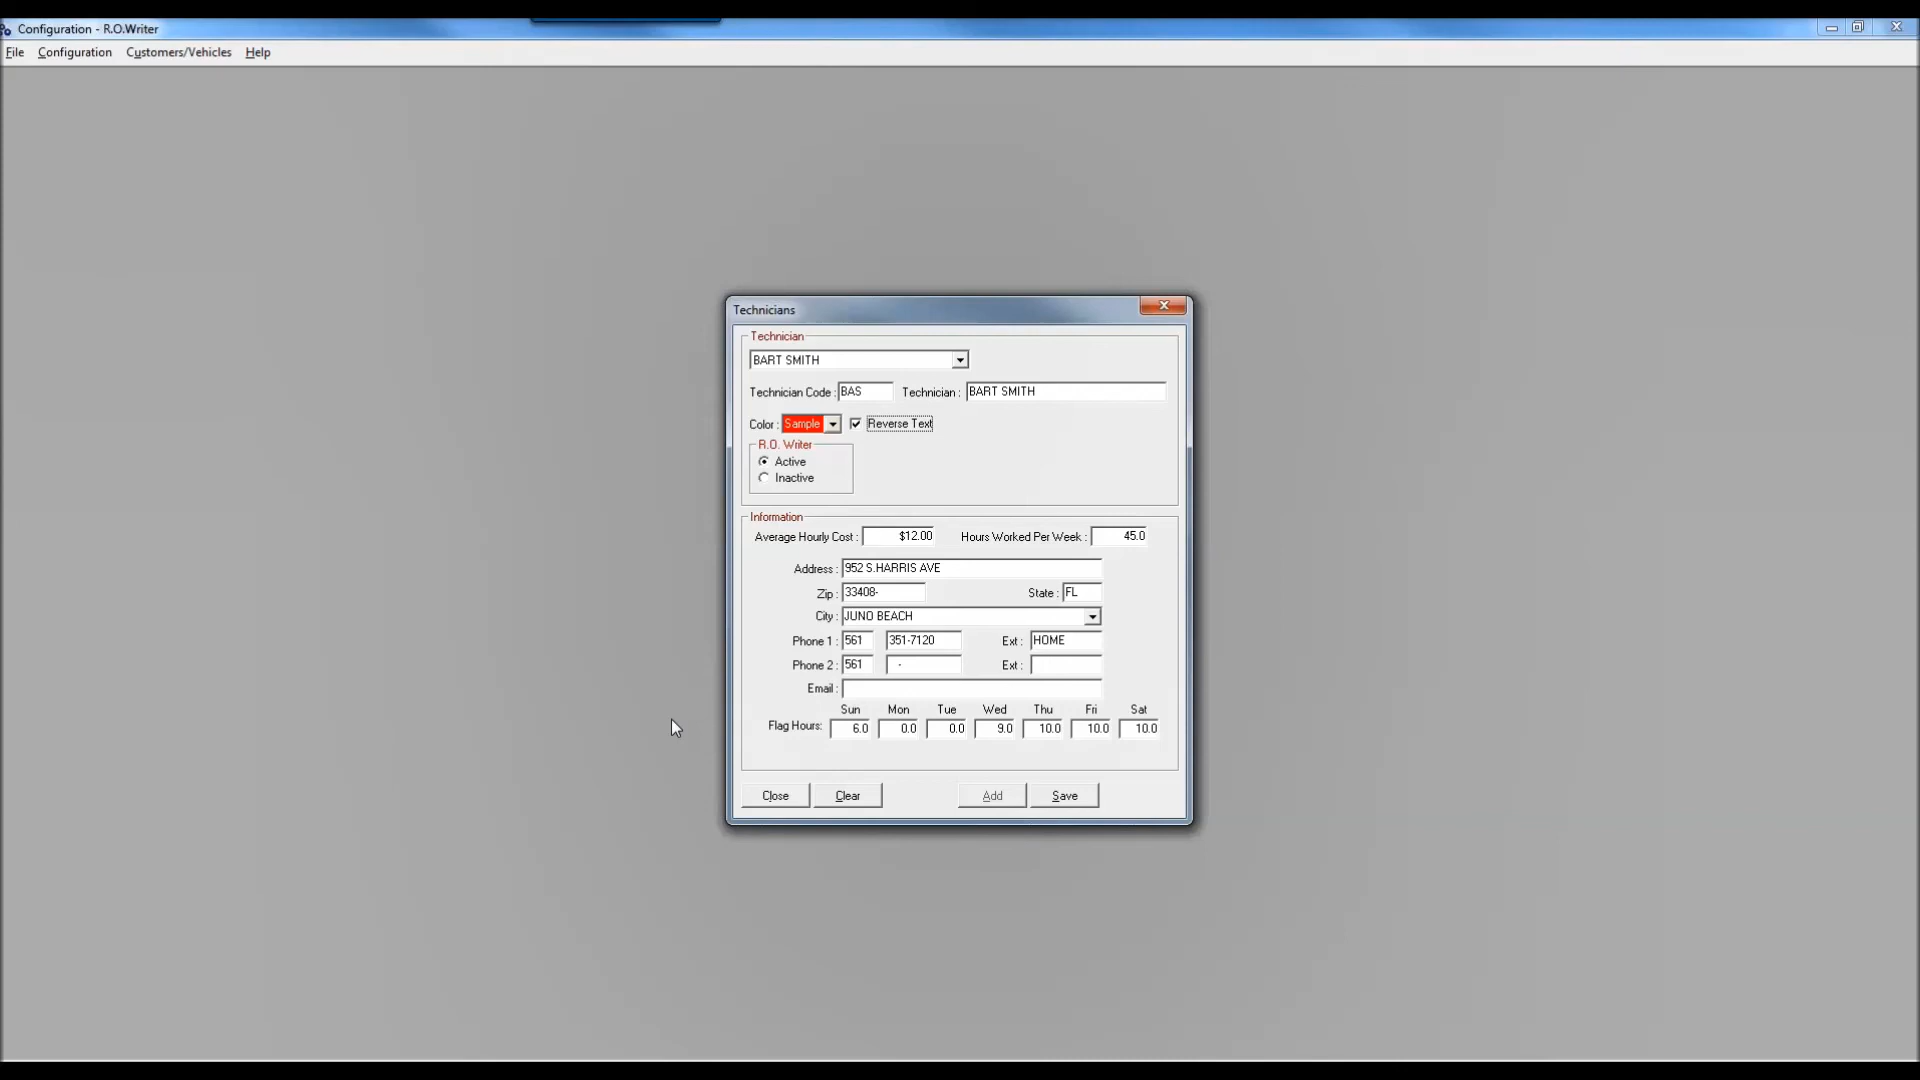 Configuration - R.O.Writer
File Configuration Customers/Vehicles Help
Technicians
Technician
BART SMITH
Technician Code : BAS Technician : BART SMITH
Color : Sample Reverse Text
R.O. Writer
Active
Inactive
Information
Average Hourly Cost : $12.00 Hours Worked Per Week : 45.0
Address : 952 S.HARRIS AVE
Zip : 33408- State : FL
City : JUNO BEACH
Phone 1 : 561 351-7120 Ext : HOME
Phone 2 : 561 - Ext :
Email :
Sun Mon Tue Wed Thu Fri Sat
Flag Hours: 6.0 0.0 0.0 9.0 10.0 10.0 10.0
Close Clear Add Save